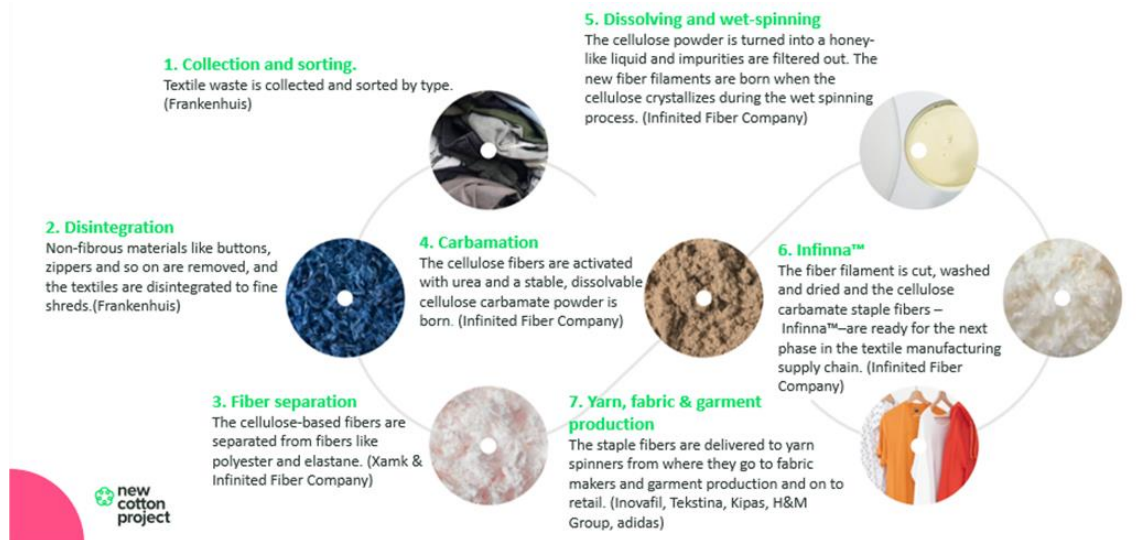 1. Collection and sorting.
Textile waste is collected and sorted by type.
(Frankenhuis)
2. Disintegration
Non-fibrous materials like buttons,
zippers and so on are removed, and
the textiles are disintegrated to fine
shreds.(Frankenhuis)
3. Fiber separation
The cellulose-based fibers are
separated from fibers like
polyester and elastane. (Xamk &
Infinited Fiber Company)
4. Carbamation
The cellulose fibers are activated
with urea and a stable, dissolvable
cellulose carbamate powder is
born. (Infinited Fiber Company)
5. Dissolving and wet-spinning
The cellulose powder is turned into a honey-
like liquid and impurities are filtered out. The
new fiber filaments are born when the
cellulose crystallizes during the wet spinning
process. (Infinited Fiber Company)
6. Infinna™
The fiber filament is cut, washed
and dried and the cellulose
carbamate staple fibers –
Infinna™–are ready for the next
phase in the textile manufacturing
supply chain. (Infinited Fiber
Company)
7. Yarn, fabric & garment
production
The staple fibers are delivered to yarn
spinners from where they go to fabric
makers and garment production and on to
retail. (Inovafil, Tekstina, Kipas, H&M
Group, adidas)
new
cotton
project